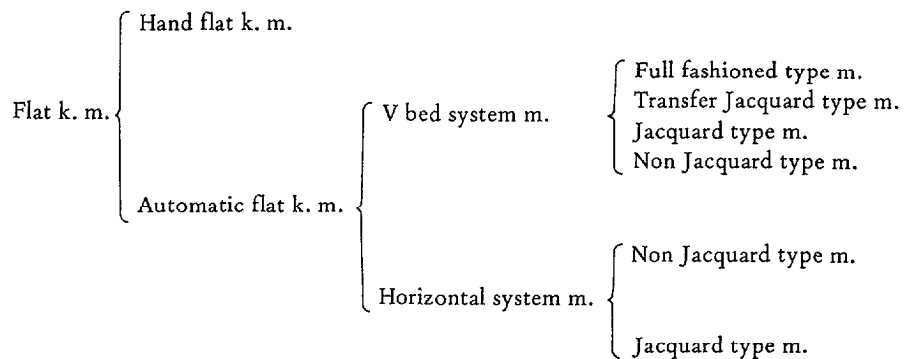 Hand flat k. m.
Flat k. m.
Automatic flat k. m.
V bed system m.
Full fashioned type m.
Transfer Jacquard type m.
Jacquard type m.
Non Jacquard type m.
Horizontal system m.
Non Jacquard type m.
Jacquard type m.